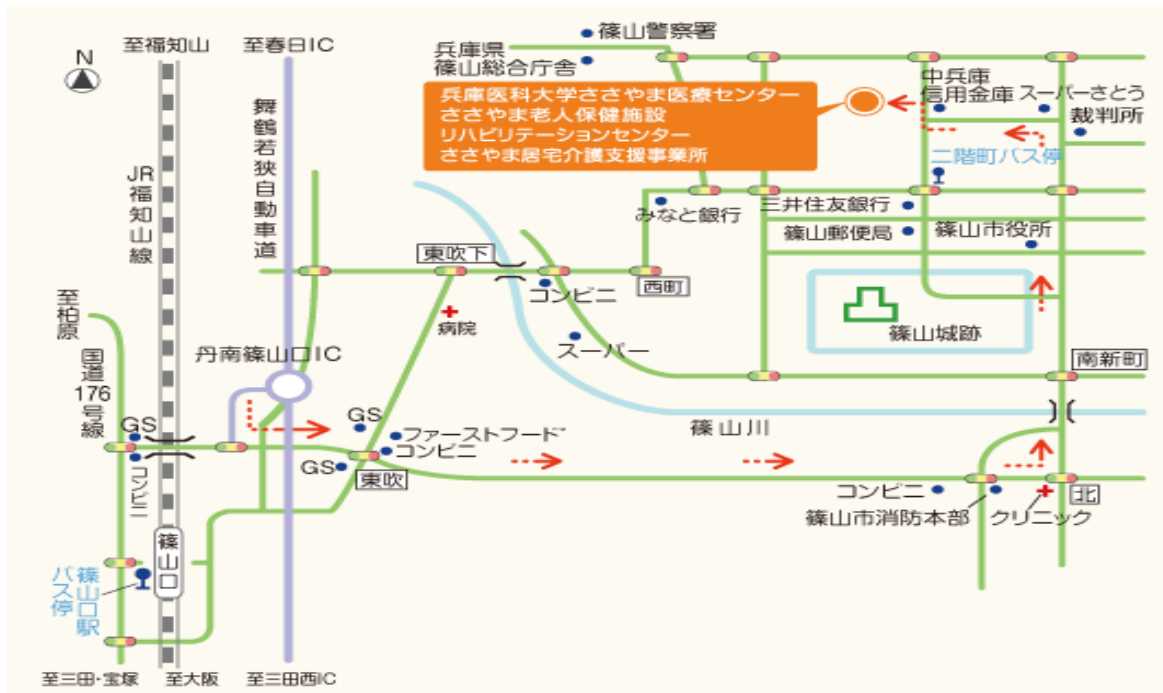 N
至福知山
至春日IC
兵庫県
篠山総合庁舎
篠山警察署
兵庫医科大学ささやま医療センター
ささやま老人保健施設
リハビリテーションセンター
ささやま居宅介護支援事業所
中兵庫
信用金庫
スーパーさとう
裁判所
二階町バス停
舞鶴若狭自動車道
JR福知山線
みなと銀行
三井住友銀行
篠山郵便局
篠山市役所
東吹下
西町
コンビニ
病院
スーパー
篠山城跡
南新町
至柏原
国道176号線
丹南篠山口IC
GS
コンビニ
GS
ファーストフード
コンビニ
GS
東吹
篠山川
コンビニ
篠山市消防本部
クリニック
北
篠山口
篠山口駅
バス停
至三田・宝塚
至大阪
至三田西IC